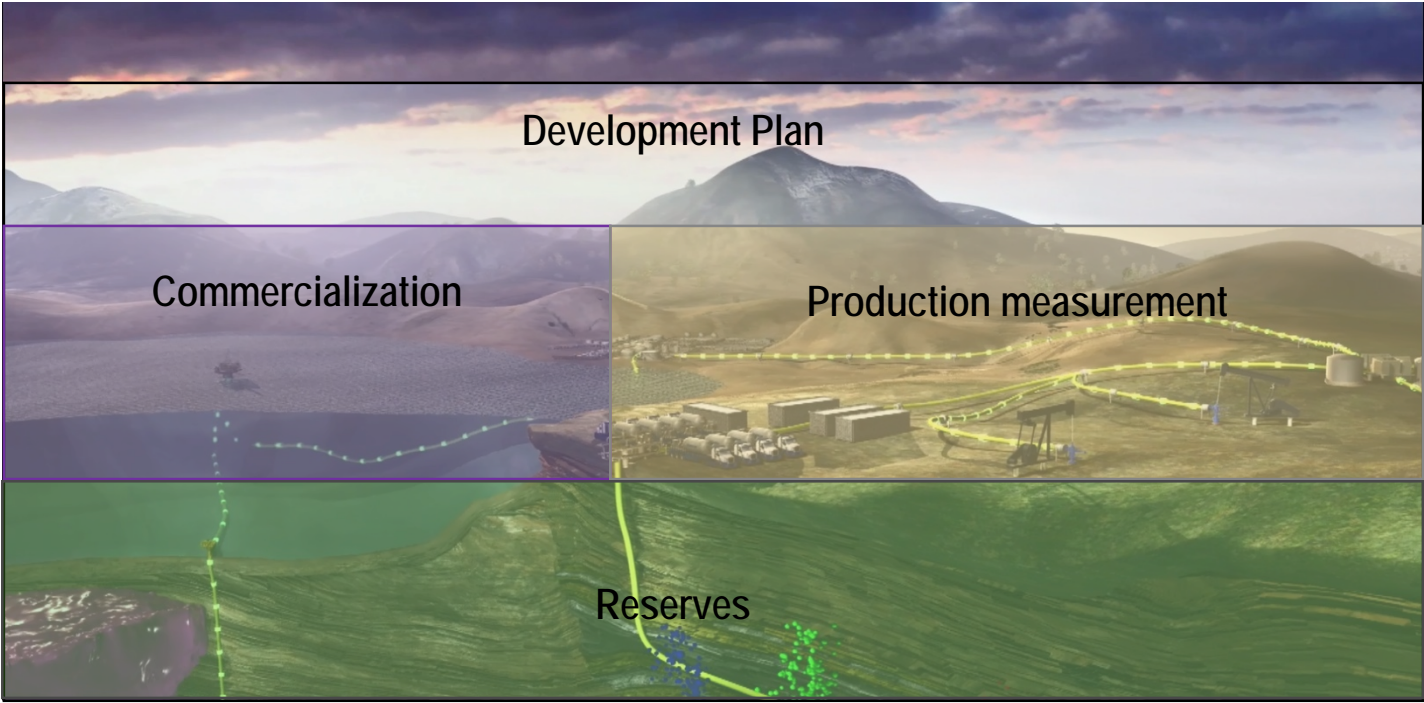 Development Plan
Commercialization
Production measurement
Reserves